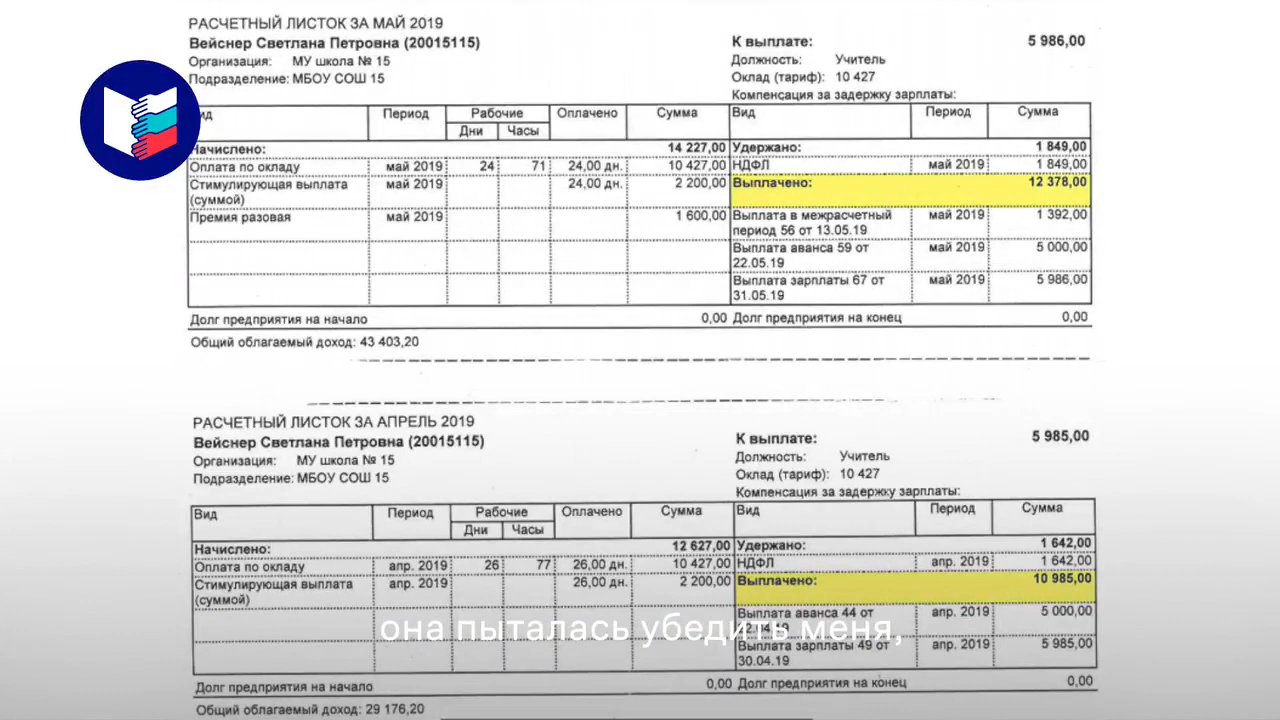 РАСЧЕТНЫЙ ЛИСТОК ЗА МАЙ 2019
Вейснер Светлана Петровна (20015115)
К выплате: 5 986,00
Организация: МУ школа № 15
Должность: Учитель
Подразделение: МБОУ СОШ 15
Оклад (тариф): 10 427
Компенсация за задержку зарплаты:
Период Рабочие Оплачено Сумма Вид Период Сумма
Дни Часы
Начислено: 14 227,00 Удержано: 1 849,00
Оплата по окладу май 2019 24 71 24,00 дн. 10 427,00 НДФЛ май 2019 1 849,00
Стимулирующая выплата май 2019 24,00 дн. 2 200,00 Выплачено: 12 378,00
(суммой)
Премия разовая май 2019 1 600,00 Выплата в межрасчетный май 2019 1 392,00
период 56 от 13.05.19
Выплата аванса 59 от май 2019 5 000,00
22.05.19
Выплата зарплаты 67 от май 2019 5 986,00
31.05.19
Долг предприятия на начало 0,00 Долг предприятия на конец 0,00
Общий облагаемый доход: 43 403,20
РАСЧЕТНЫЙ ЛИСТОК ЗА АПРЕЛЬ 2019
Вейснер Светлана Петровна (20015115)
К выплате: 5 985,00
Организация: МУ школа № 15
Должность: Учитель
Подразделение: МБОУ СОШ 15
Оклад (тариф): 10 427
Компенсация за задержку зарплаты:
Вид Период Рабочие Оплачено Сумма Вид Период Сумма
Дни Часы
Начислено: 12 627,00 Удержано: 1 642,00
Оплата по окладу апр. 2019 26 77 26,00 дн. 10 427,00 НДФЛ апр. 2019 1 642,00
Стимулирующая выплата апр. 2019 26,00 дн. 2 200,00 Выплачено: 10 985,00
(суммой)
Выплата аванса 44 от апр. 2019 5 000,00
она пыталась убедить меня,
Выплата зарплаты 49 от апр. 2019 5 985,00
30.04.19
Долг предприятия на начало 0,00 Долг предприятия на конец 0,00
Общий облагаемый доход: 29 176,20